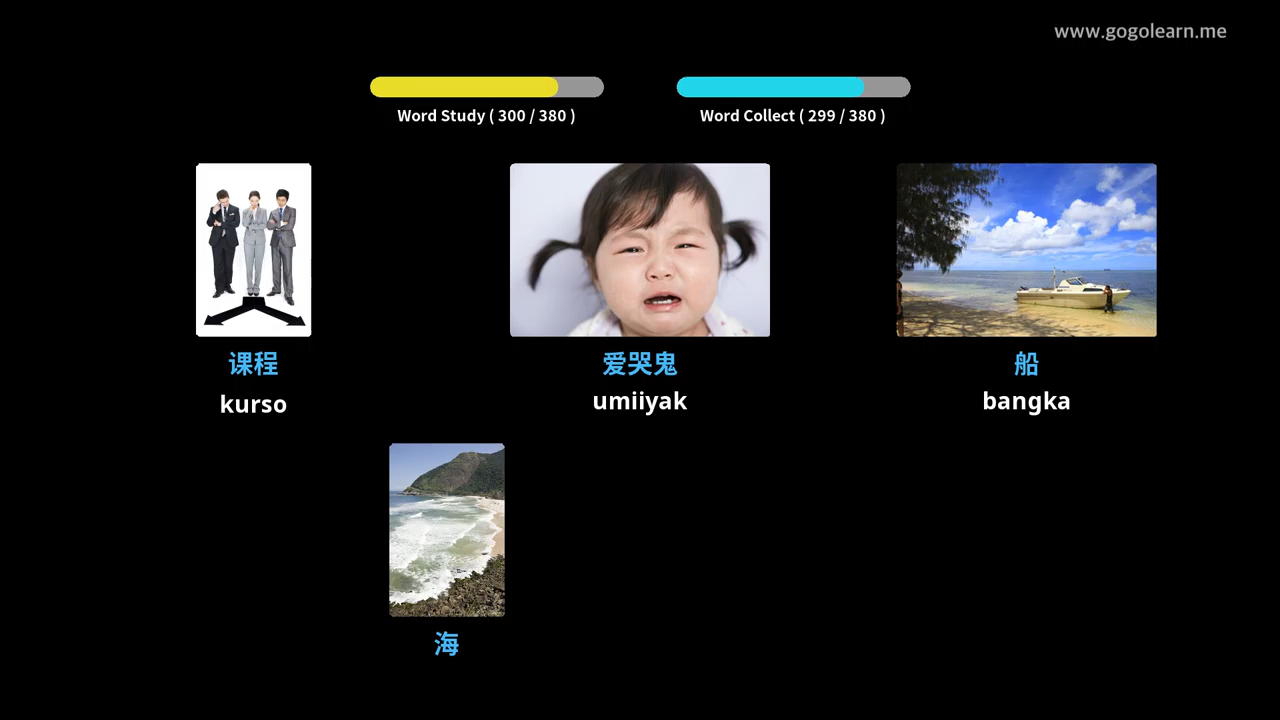 www.gogolearn.me
Word Study ( 300 / 380 )
Word Collect ( 299 / 380 )
课程
kurso
爱哭鬼
umiiyak
船
bangka
海